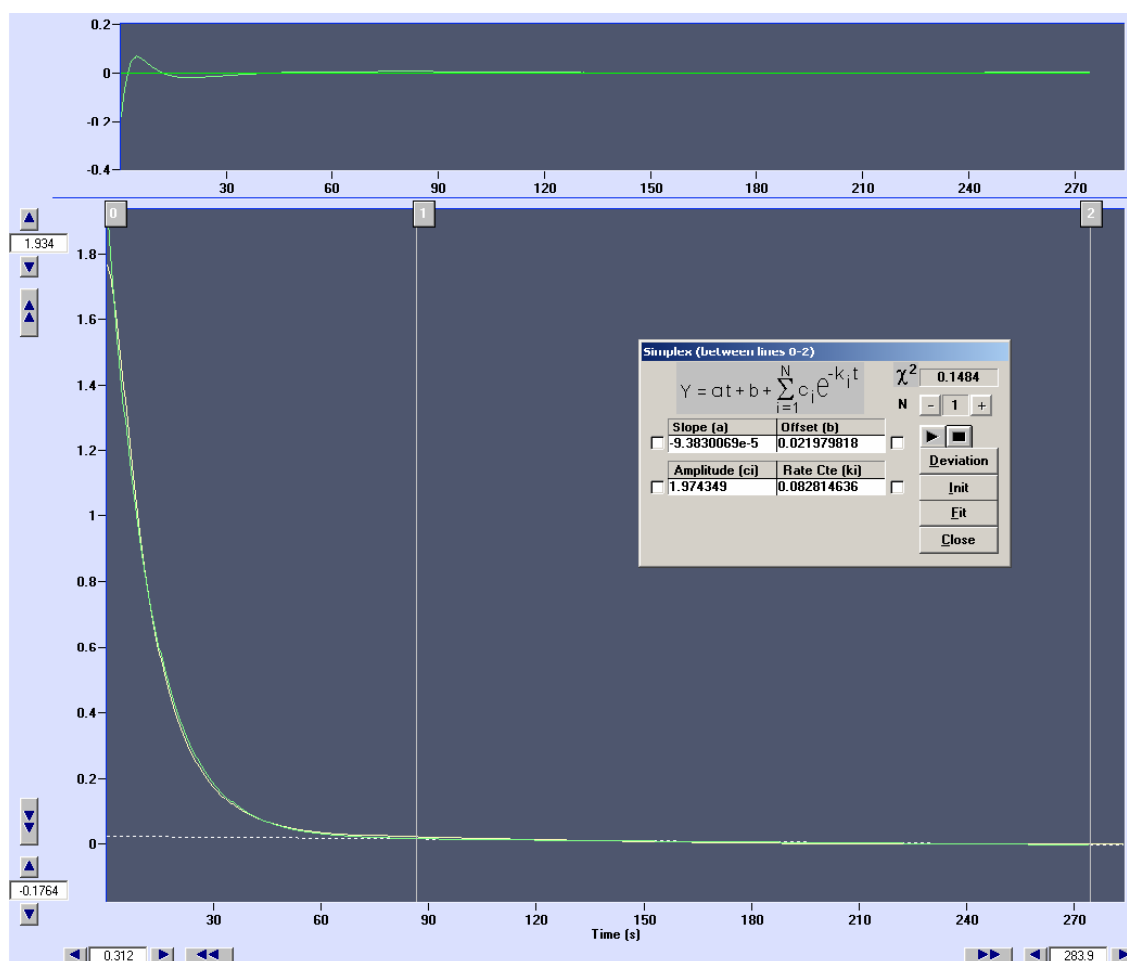 0.2
0
-0.2
-0.4
30 60 90 120 150 180 210 240 270
0 1 2
1.934
1.8
1.6
1.4
1.2
1
0.8
0.6
0.4
0.2
0
-0.1764
Simplex (between lines 0-2)
Y = at + b + N Σ i=1 c i e -k i t
χ2 0.1484
N - 1 +
Slope (a) Offset (b)
-9.3830069e-5 0.021979818
Deviation
Amplitude (ci) Rate Cte (ki)
1.974349 0.082814636
Init
Fit
Close
30 60 90 120 150 180 210 240 270
Time (s)
0.312 283.9